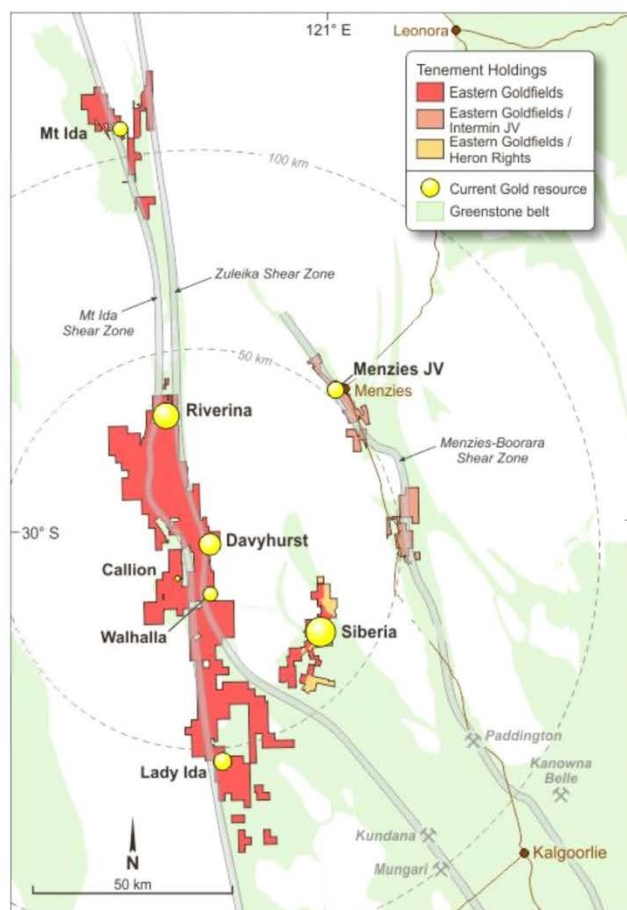 121° E
Leonora
Tenement Holdings
Eastern Goldfields
Eastern Goldfields /
Intermin JV
Eastern Goldfields /
Heron Rights
Current Gold resource
Greenstone belt
Mt Ida
100 km
Zuleika Shear Zone
Mt Ida
Shear Zone
50 km
Menzies JV
Menzies
Riverina
Menzies-Boorara
Shear Zone
30° S
Davyhurst
Callion
Walhalla
Siberia
Lady Ida
Paddington
Kanowna
Belle
Kundana
Mungari
Kalgoorlie
N
50 km